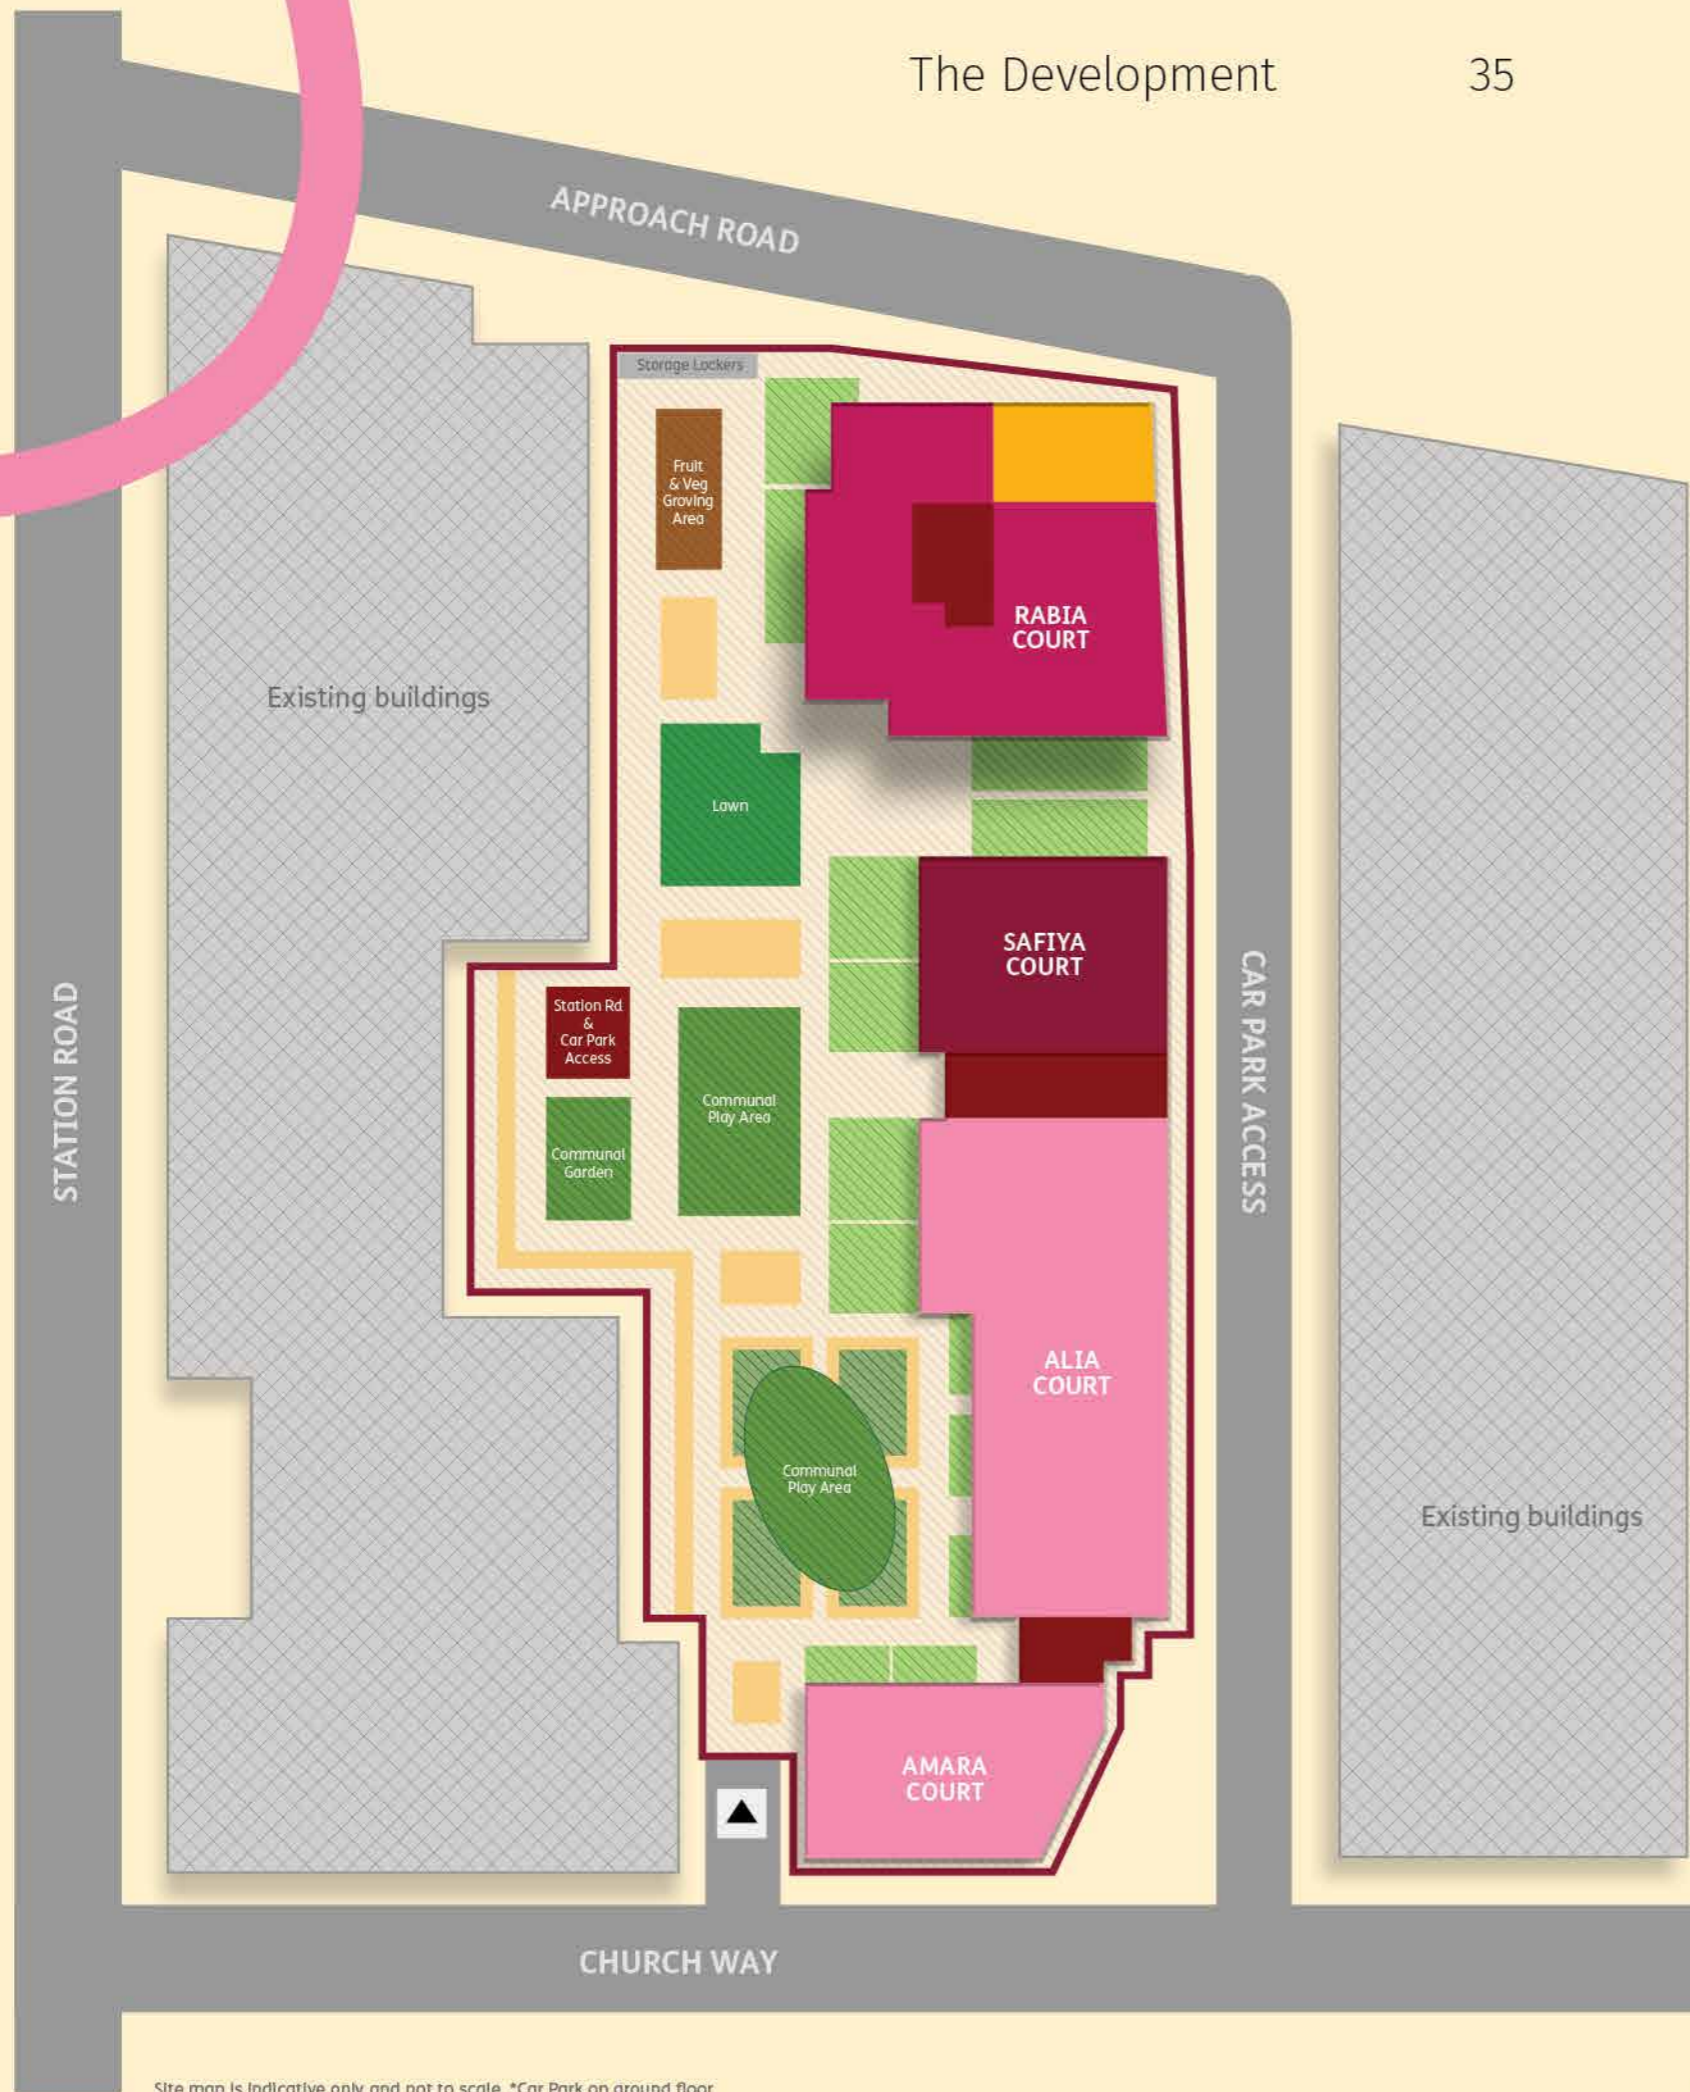 The Development 35
APPROACH ROAD
Storage Lockers
Fruit
& Veg
Groving
Area
RABIA
COURT
Existing buildings
Lawn
SAFIYA
COURT
Station Rd
&
Car Park
Access
STATION ROAD
CAR PARK ACCESS
Communal
Play Area
Communal
Garden
ALIA
COURT
Communal
Play Area
Existing buildings
AMARA
COURT
CHURCH WAY
Site map is indicative only and not to scale. *Car Park on ground floor